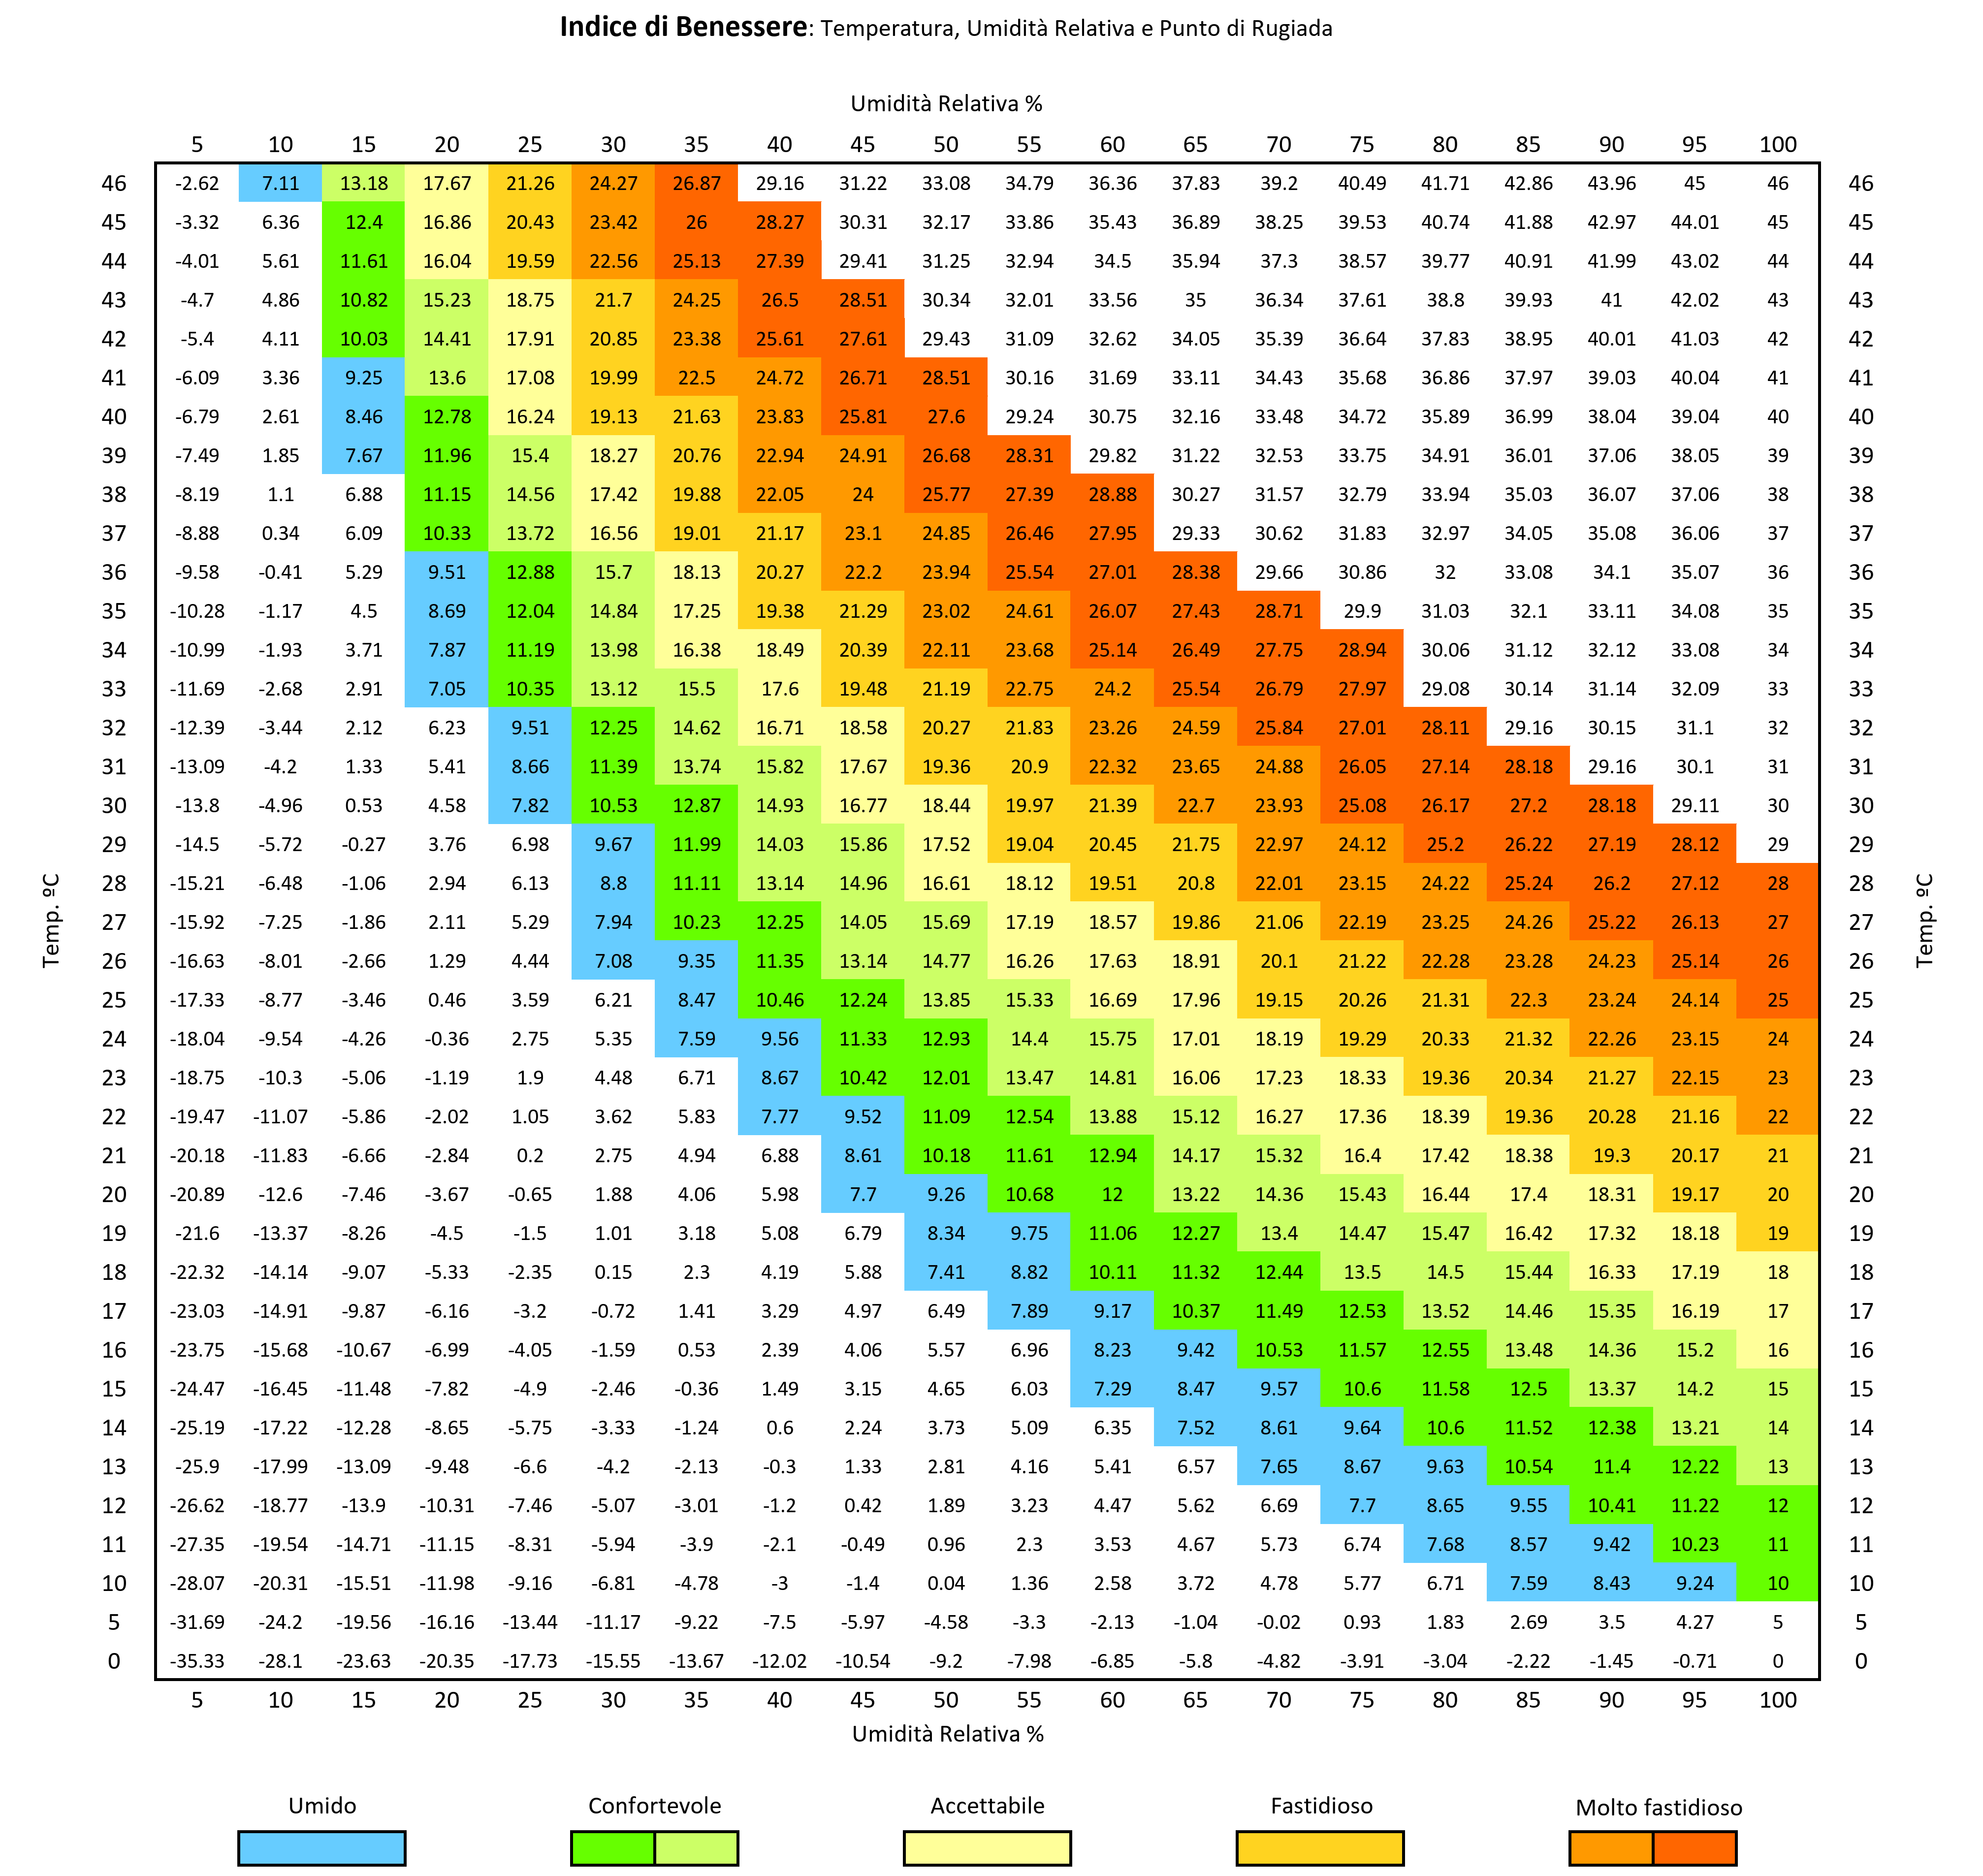 Indice di Benessere: Temperatura, Umidità Relativa e Punto di Rugiada
Umidità Relativa %
5 10 15 20 25 30 35 40 45 50 55 60 65 70 75 80 85 90 95 100
46 -2.62 7.11 13.18 17.67 21.26 24.27 26.87 29.16 31.22 33.08 34.79 36.36 37.83 39.2 40.49 41.71 42.86 43.96 45 46 46
45 -3.32 6.36 12.4 16.86 20.43 23.42 26 28.27 30.31 32.17 33.86 35.43 36.89 38.25 39.53 40.74 41.88 42.97 44.01 45 45
44 -4.01 5.61 11.61 16.04 19.59 22.56 25.13 27.39 29.41 31.25 32.94 34.5 35.94 37.3 38.57 39.77 40.91 41.99 43.02 44 44
43 -4.7 4.86 10.82 15.23 18.75 21.7 24.25 26.5 28.51 30.34 32.01 33.56 35 36.34 37.61 38.8 39.93 41 42.02 43 43
42 -5.4 4.11 10.03 14.41 17.91 20.85 23.38 25.61 27.61 29.43 31.09 32.62 34.05 35.39 36.64 37.83 38.95 40.01 41.03 42 42
41 -6.09 3.36 9.25 13.6 17.08 19.99 22.5 24.72 26.71 28.51 30.16 31.69 33.11 34.43 35.68 36.86 37.97 39.03 40.04 41 41
40 -6.79 2.61 8.46 12.78 16.24 19.13 21.63 23.83 25.81 27.6 29.24 30.75 32.16 33.48 34.72 35.89 36.99 38.04 39.04 40 40
39 -7.49 1.85 7.67 11.96 15.4 18.27 20.76 22.94 24.91 26.68 28.31 29.82 31.22 32.53 33.75 34.91 36.01 37.06 38.05 39 39
38 -8.19 1.1 6.88 11.15 14.56 17.42 19.88 22.05 24 25.77 27.39 28.88 30.27 31.57 32.79 33.94 35.03 36.07 37.06 38 38
37 -8.88 0.34 6.09 10.33 13.72 16.56 19.01 21.17 23.1 24.85 26.46 27.95 29.33 30.62 31.83 32.97 34.05 35.08 36.06 37 37
36 -9.58 -0.41 5.29 9.51 12.88 15.7 18.13 20.27 22.2 23.94 25.54 27.01 28.38 29.66 30.86 32 33.08 34.1 35.07 36 36
35 -10.28 -1.17 4.5 8.69 12.04 14.84 17.25 19.38 21.29 23.02 24.61 26.07 27.43 28.71 29.9 31.03 32.1 33.11 34.08 35 35
34 -10.99 -1.93 3.71 7.87 11.19 13.98 16.38 18.49 20.39 22.11 23.68 25.14 26.49 27.75 28.94 30.06 31.12 32.12 33.08 34 34
33 -11.69 -2.68 2.91 7.05 10.35 13.12 15.5 17.6 19.48 21.19 22.75 24.2 25.54 26.79 27.97 29.08 30.14 31.14 32.09 33 33
32 -12.39 -3.44 2.12 6.23 9.51 12.25 14.62 16.71 18.58 20.27 21.83 23.26 24.59 25.84 27.01 28.11 29.16 30.15 31.1 32 32
31 -13.09 -4.2 1.33 5.41 8.66 11.39 13.74 15.82 17.67 19.36 20.9 22.32 23.65 24.88 26.05 27.14 28.18 29.16 30.1 31 31
30 -13.8 -4.96 0.53 4.58 7.82 10.53 12.87 14.93 16.77 18.44 19.97 21.39 22.7 23.93 25.08 26.17 27.2 28.18 29.11 30 30
29 -14.5 -5.72 -0.27 3.76 6.98 9.67 11.99 14.03 15.86 17.52 19.04 20.45 21.75 22.97 24.12 25.2 26.22 27.19 28.12 29 29
28 -15.21 -6.48 -1.06 2.94 6.13 8.8 11.11 13.14 14.96 16.61 18.12 19.51 20.8 22.01 23.15 24.22 25.24 26.2 27.12 28 28
27 -15.92 -7.25 -1.86 2.11 5.29 7.94 10.23 12.25 14.05 15.69 17.19 18.57 19.86 21.06 22.19 23.25 24.26 25.22 26.13 27 27
26 -16.63 -8.01 -2.66 1.29 4.44 7.08 9.35 11.35 13.14 14.77 16.26 17.63 18.91 20.1 21.22 22.28 23.28 24.23 25.14 26 26
25 -17.33 -8.77 -3.46 0.46 3.59 6.21 8.47 10.46 12.24 13.85 15.33 16.69 17.96 19.15 20.26 21.31 22.3 23.24 24.14 25 25
24 -18.04 -9.54 -4.26 -0.36 2.75 5.35 7.59 9.56 11.33 12.93 14.4 15.75 17.01 18.19 19.29 20.33 21.32 22.26 23.15 24 24
23 -18.75 -10.3 -5.06 -1.19 1.9 4.48 6.71 8.67 10.42 12.01 13.47 14.81 16.06 17.23 18.33 19.36 20.34 21.27 22.15 23 23
22 -19.47 -11.07 -5.86 -2.02 1.05 3.62 5.83 7.77 9.52 11.09 12.54 13.88 15.12 16.27 17.36 18.39 19.36 20.28 21.16 22 22
21 -20.18 -11.83 -6.66 -2.84 0.2 2.75 4.94 6.88 8.61 10.18 11.61 12.94 14.17 15.32 16.4 17.42 18.38 19.3 20.17 21 21
20 -20.89 -12.6 -7.46 -3.67 -0.65 1.88 4.06 5.98 7.7 9.26 10.68 12 13.22 14.36 15.43 16.44 17.4 18.31 19.17 20 20
19 -21.6 -13.37 -8.26 -4.5 -1.5 1.01 3.18 5.08 6.79 8.34 9.75 11.06 12.27 13.4 14.47 15.47 16.42 17.32 18.18 19 19
18 -22.32 -14.14 -9.07 -5.33 -2.35 0.15 2.3 4.19 5.88 7.41 8.82 10.11 11.32 12.44 13.5 14.5 15.44 16.33 17.19 18 18
17 -23.03 -14.91 -9.87 -6.16 -3.2 -0.72 1.41 3.29 4.97 6.49 7.89 9.17 10.37 11.49 12.53 13.52 14.46 15.35 16.19 17 17
16 -23.75 -15.68 -10.67 -6.99 -4.05 -1.59 0.53 2.39 4.06 5.57 6.96 8.23 9.42 10.53 11.57 12.55 13.48 14.36 15.2 16 16
15 -24.47 -16.45 -11.48 -7.82 -4.9 -2.46 -0.36 1.49 3.15 4.65 6.03 7.29 8.47 9.57 10.6 11.58 12.5 13.37 14.2 15 15
14 -25.19 -17.22 -12.28 -8.65 -5.75 -3.33 -1.24 0.6 2.24 3.73 5.09 6.35 7.52 8.61 9.64 10.6 11.52 12.38 13.21 14 14
13 -25.9 -17.99 -13.09 -9.48 -6.6 -4.2 -2.13 -0.3 1.33 2.81 4.16 5.41 6.57 7.65 8.67 9.63 10.54 11.4 12.22 13 13
12 -26.62 -18.77 -13.9 -10.31 -7.46 -5.07 -3.01 -1.2 0.42 1.89 3.23 4.47 5.62 6.69 7.7 8.65 9.55 10.41 11.22 12 12
11 -27.35 -19.54 -14.71 -11.15 -8.31 -5.94 -3.9 -2.1 -0.49 0.96 2.3 3.53 4.67 5.73 6.74 7.68 8.57 9.42 10.23 11 11
10 -28.07 -20.31 -15.51 -11.98 -9.16 -6.81 -4.78 -3 -1.4 0.04 1.36 2.58 3.72 4.78 5.77 6.71 7.59 8.43 9.24 10 10
5 -31.69 -24.2 -19.56 -16.16 -13.44 -11.17 -9.22 -7.5 -5.97 -4.58 -3.3 -2.13 -1.04 -0.02 0.93 1.83 2.69 3.5 4.27 5 5
0 -35.33 -28.1 -23.63 -20.35 -17.73 -15.55 -13.67 -12.02 -10.54 -9.2 -7.98 -6.85 -5.8 -4.82 -3.91 -3.04 -2.22 -1.45 -0.71 0 0
Temp. ºC
Temp. ºC
5 10 15 20 25 30 35 40 45 50 55 60 65 70 75 80 85 90 95 100
Umidità Relativa %
Umido Confortevole Accettabile Fastidioso Molto fastidioso